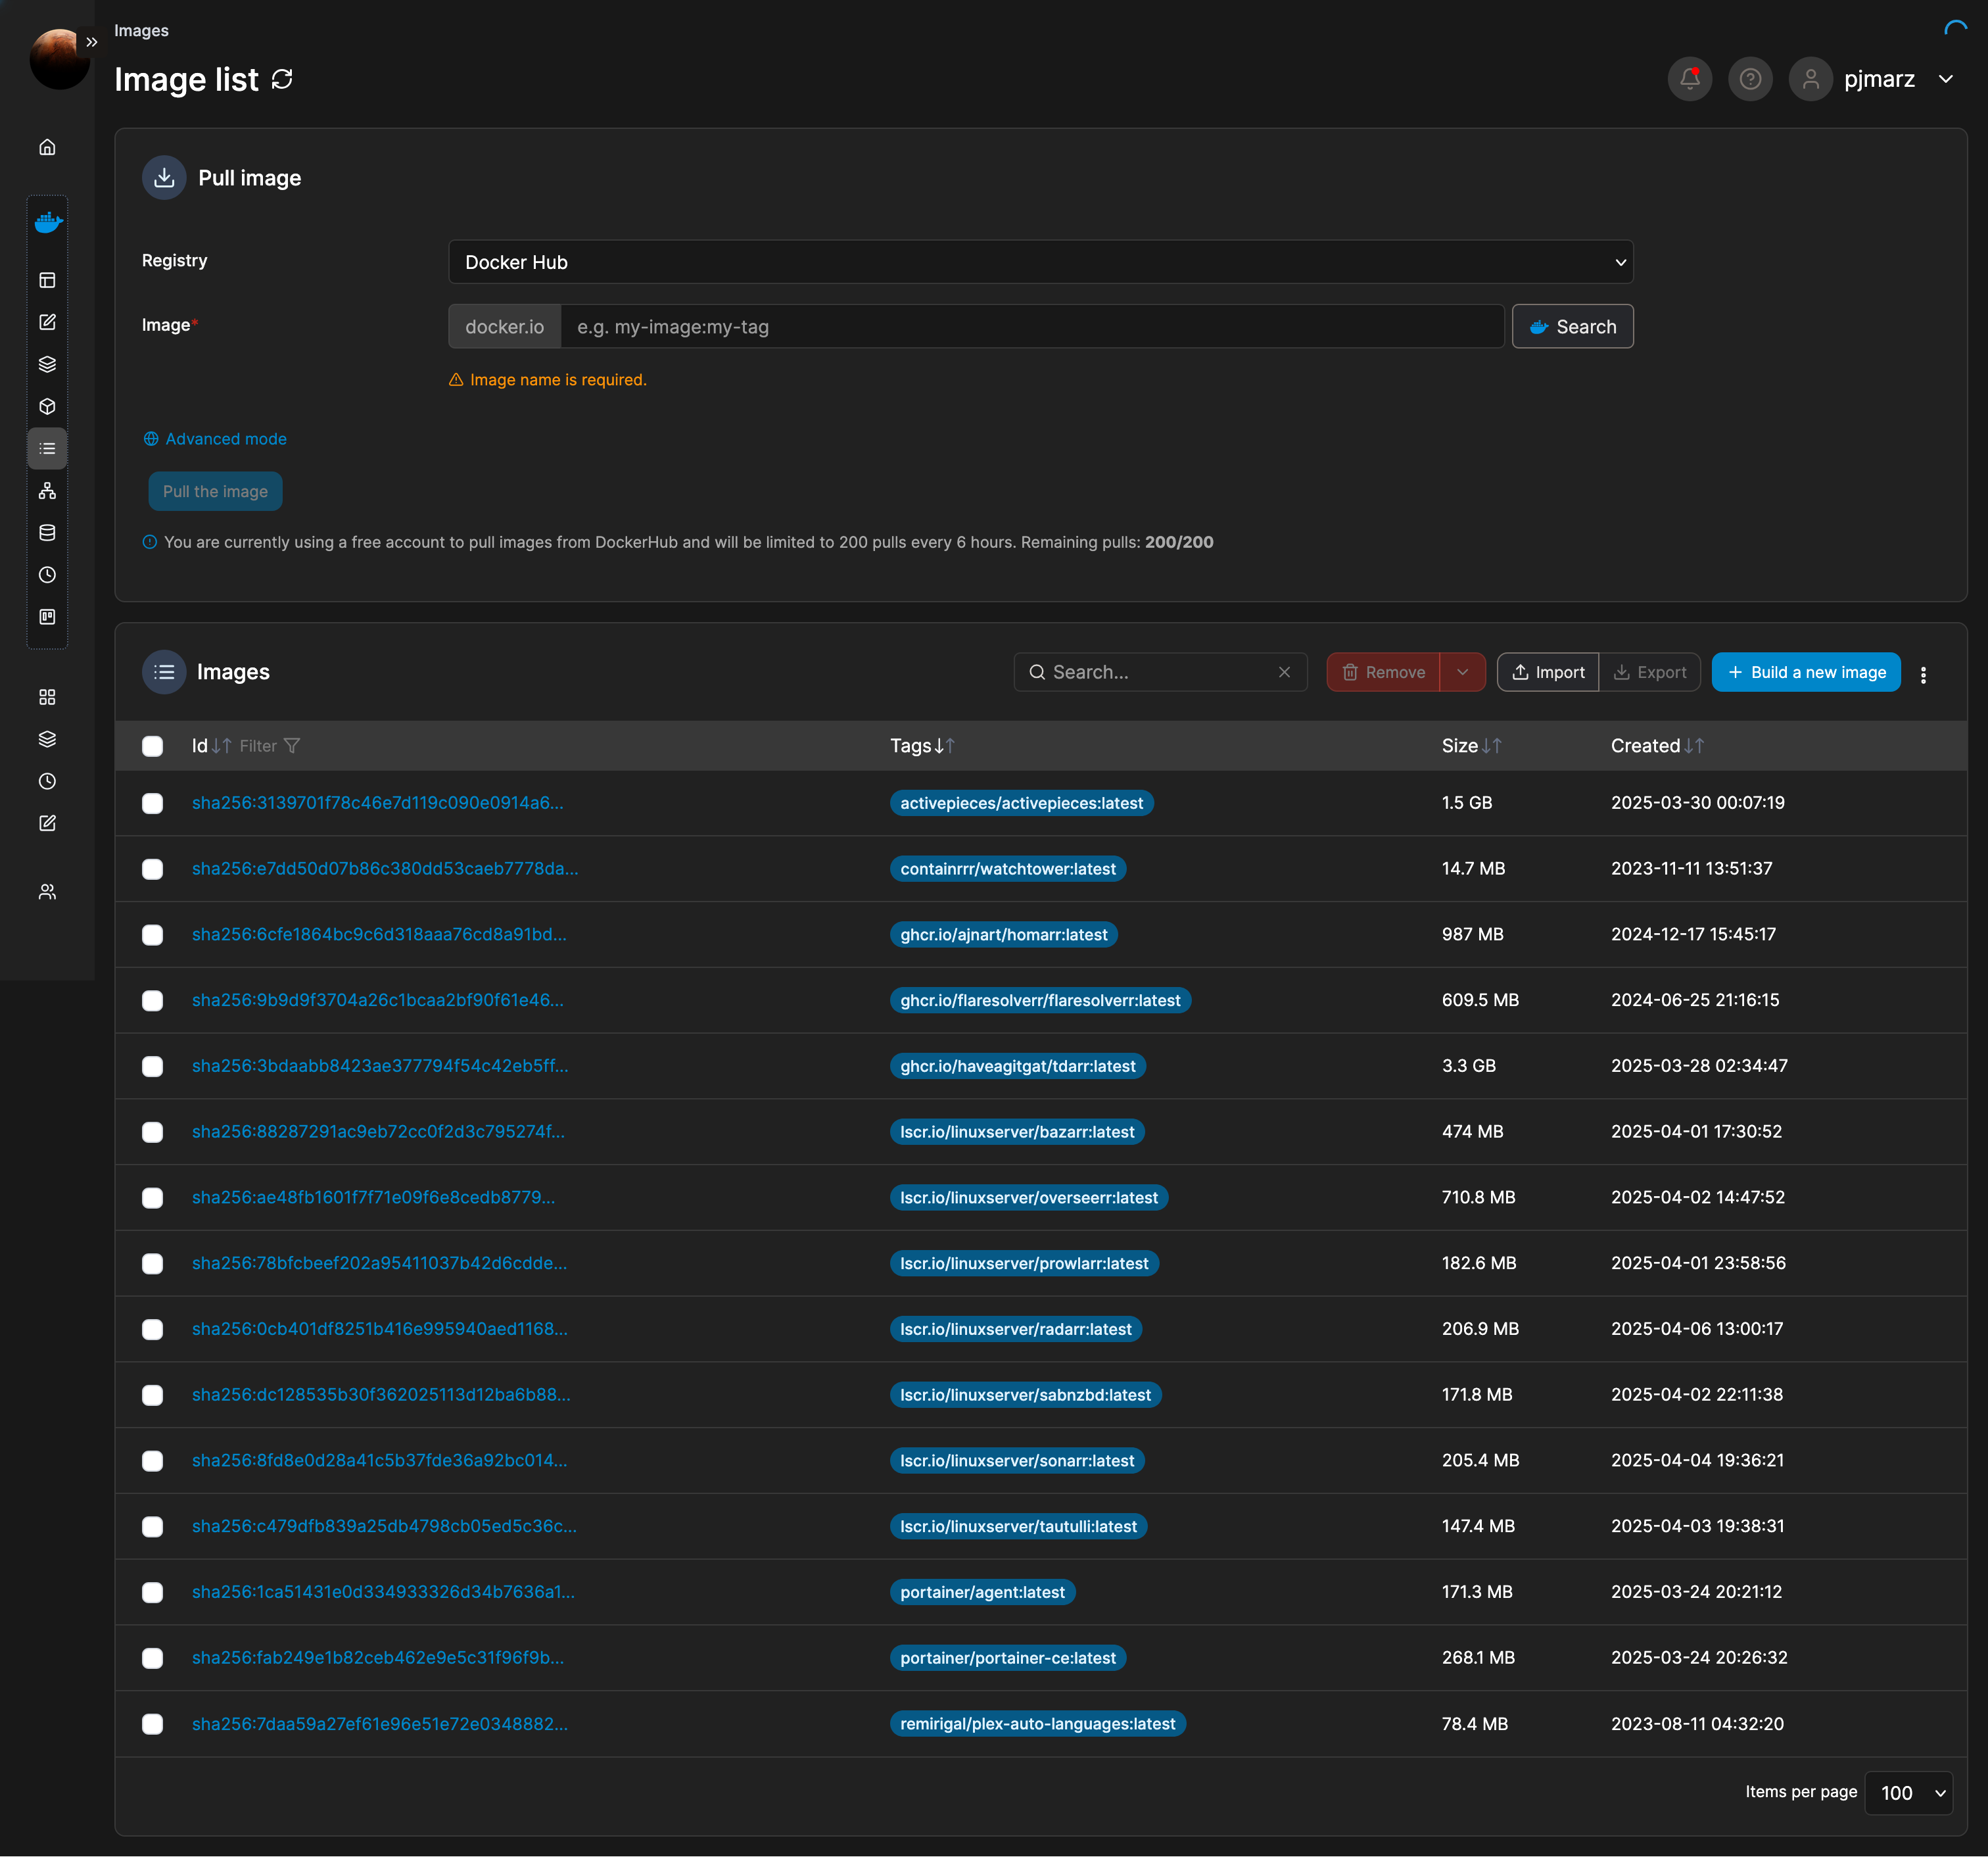 Images
Image list
pjmarz
Pull image
Registry
Docker Hub
Image*
docker.io
e.g. my-image:my-tag
Search
Image name is required.
Advanced mode
Pull the image
You are currently using a free account to pull images from DockerHub and will be limited to 200 pulls every 6 hours. Remaining pulls: 200/200
Images
Search...
Remove
Import
Export
Build a new image
Id Filter Tags Size Created
sha256:3139701f78c46e7d119c090e0914a6... activepieces/activepieces:latest 1.5 GB 2025-03-30 00:07:19
sha256:e7dd50d07b86c380dd53caeb7778da... containrrr/watchtower:latest 14.7 MB 2023-11-11 13:51:37
sha256:6cfe1864bc9c6d318aaa76cd8a91bd... ghcr.io/ajnart/homarr:latest 987 MB 2024-12-17 15:45:17
sha256:9b9d9f3704a26c1bcaa2bf90f61e46... ghcr.io/flaresolverr/flaresolverr:latest 609.5 MB 2024-06-25 21:16:15
sha256:3bdaabb8423ae377794f54c42eb5ff... ghcr.io/haveagitgat/tdarr:latest 3.3 GB 2025-03-28 02:34:47
sha256:88287291ac9eb72cc0f2d3c795274f... lscr.io/linuxserver/bazarr:latest 474 MB 2025-04-01 17:30:52
sha256:ae48fb1601f7f71e09f6e8cedb8779... lscr.io/linuxserver/overseerr:latest 710.8 MB 2025-04-02 14:47:52
sha256:78bfcbeef202a95411037b42d6cdde... lscr.io/linuxserver/prowlarr:latest 182.6 MB 2025-04-01 23:58:56
sha256:0cb401df8251b416e995940aed1168... lscr.io/linuxserver/radarr:latest 206.9 MB 2025-04-06 13:00:17
sha256:dc128535b30f362025113d12ba6b88... lscr.io/linuxserver/sabnzbd:latest 171.8 MB 2025-04-02 22:11:38
sha256:8fd8e0d28a41c5b37fde36a92bc014... lscr.io/linuxserver/sonarr:latest 205.4 MB 2025-04-04 19:36:21
sha256:c479dfb839a25db4798cb05ed5c36c... lscr.io/linuxserver/tautulli:latest 147.4 MB 2025-04-03 19:38:31
sha256:1ca51431e0d334933326d34b7636a1... portainer/agent:latest 171.3 MB 2025-03-24 20:21:12
sha256:fab249e1b82ceb462e9e5c31f96f9b... portainer/portainer-ce:latest 268.1 MB 2025-03-24 20:26:32
sha256:7daa59a27ef61e96e51e72e0348882... remirigal/plex-auto-languages:latest 78.4 MB 2023-08-11 04:32:20
Items per page 100